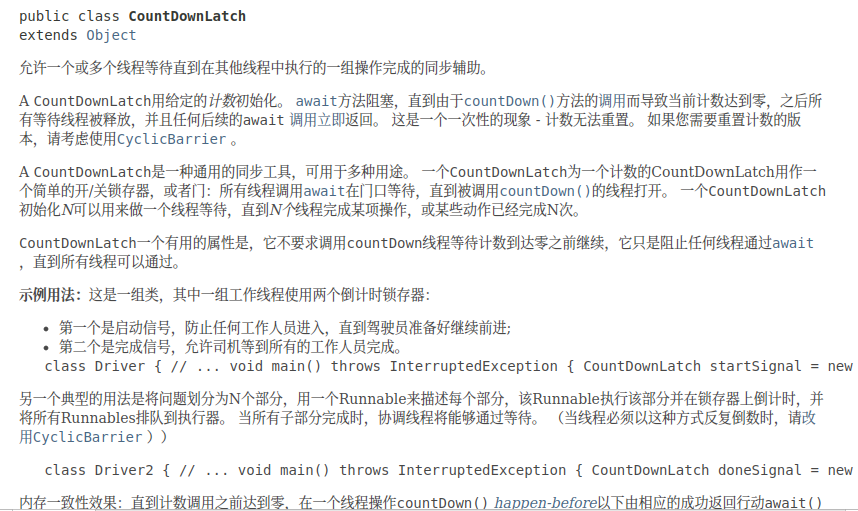 public class CountDownLatch
extends Object
允许一个或多个线程等待直到在其他线程中执行的一组操作完成的同步辅助。
A CountDownLatch用给定的计数初始化。 await方法阻塞，直到由于countDown()方法的调用而导致当前计数达到零，之后所
有等待线程被释放，并且任何后续的await 调用立即返回。 这是一个一次性的现象 - 计数无法重置。 如果您需要重置计数的版
本，请考虑使用CyclicBarrier 。
A CountDownLatch是一种通用的同步工具，可用于多种用途。 一个CountDownLatch为一个计数的CountDownLatch用作一
个简单的开/关锁存器，或者门：所有线程调用await在门口等待，直到被调用countDown()的线程打开。 一个CountDownLatch
初始化N可以用来做一个线程等待，直到N个线程完成某项操作，或某些动作已经完成N次。
CountDownLatch一个有用的属性是，它不要求调用countDown线程等待计数到达零之前继续，它只是阻止任何线程通过await
，直到所有线程可以通过。
示例用法：这是一组类，其中一组工作线程使用两个倒计时锁存器：
• 第一个是启动信号，防止任何工作人员进入，直到驾驶员准备好继续前进;
• 第二个是完成信号，允许司机等到所有的工作人员完成。
class Driver { // ... void main() throws InterruptedException { CountDownLatch startSignal = new
另一个典型的用法是将问题划分为N个部分，用一个Runnable来描述每个部分，该Runnable执行该部分并在锁存器上倒计时，并
将所有Runnables排队到执行器。 当所有子部分完成时，协调线程将能够通过等待。 （当线程必须以这种方式反复倒数时，请改
用CyclicBarrier ））
class Driver2 { // ... void main() throws InterruptedException { CountDownLatch doneSignal = new
内存一致性效果：直到计数调用之前达到零，在一个线程操作countDown() happen-before以下由相应的成功返回行动await()